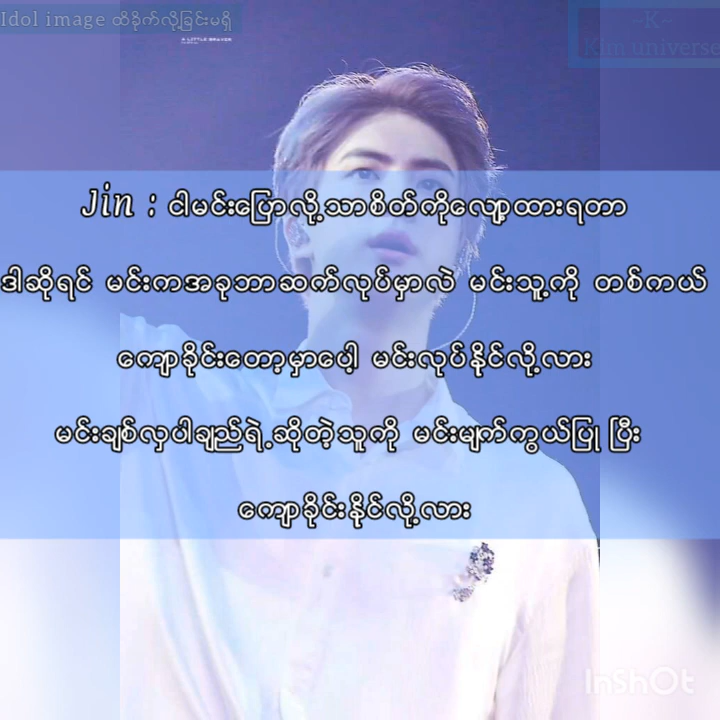 Idol image ထိခိုက်လို့ခြင်းမရှိ
~K~
Kim universe
A LITTLE BRAVER
Jin : ငါမင်းပြောလို့သာစိတ်ကိုလျော့ထားရတာ
ဒါဆိုရင် မင်းကအခုဘာဆက်လုပ်မှာလဲ မင်းသူ့ကို တစ်ကယ်
ကျောခိုင်းတော့မှာပေါ့ မင်းလုပ်နိုင်လို့လား
မင်းချစ်လှပါချည်ရဲ့ဆိုတဲ့သူကို မင်းမျက်ကွယ်ပြု ပြီး
ကျောခိုင်းနိုင်လို့လား
InShOt